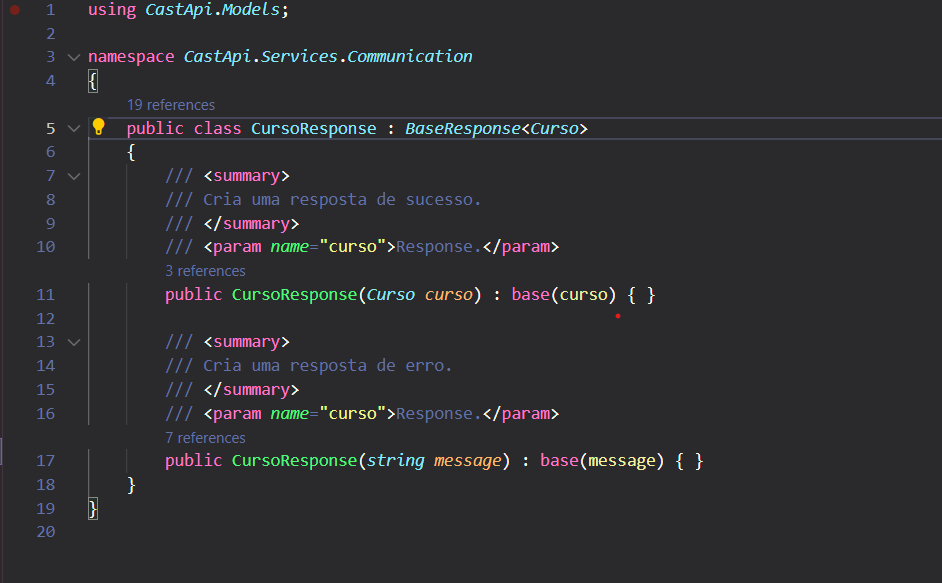 1 using CastApi.Models;
2
3 namespace CastApi.Services.Communication
4 {
19 references
5 public class CursoResponse : BaseResponse<Curso>
6 {
7 /// <summary>
8 /// Cria uma resposta de sucesso.
9 /// </summary>
10 /// <param name="curso">Response.</param>
3 references
11 public CursoResponse(Curso curso) : base(curso) { }
12
13 /// <summary>
14 /// Cria uma resposta de erro.
15 /// </summary>
16 /// <param name="curso">Response.</param>
7 references
17 public CursoResponse(string message) : base(message) { }
18 }
19 }
20